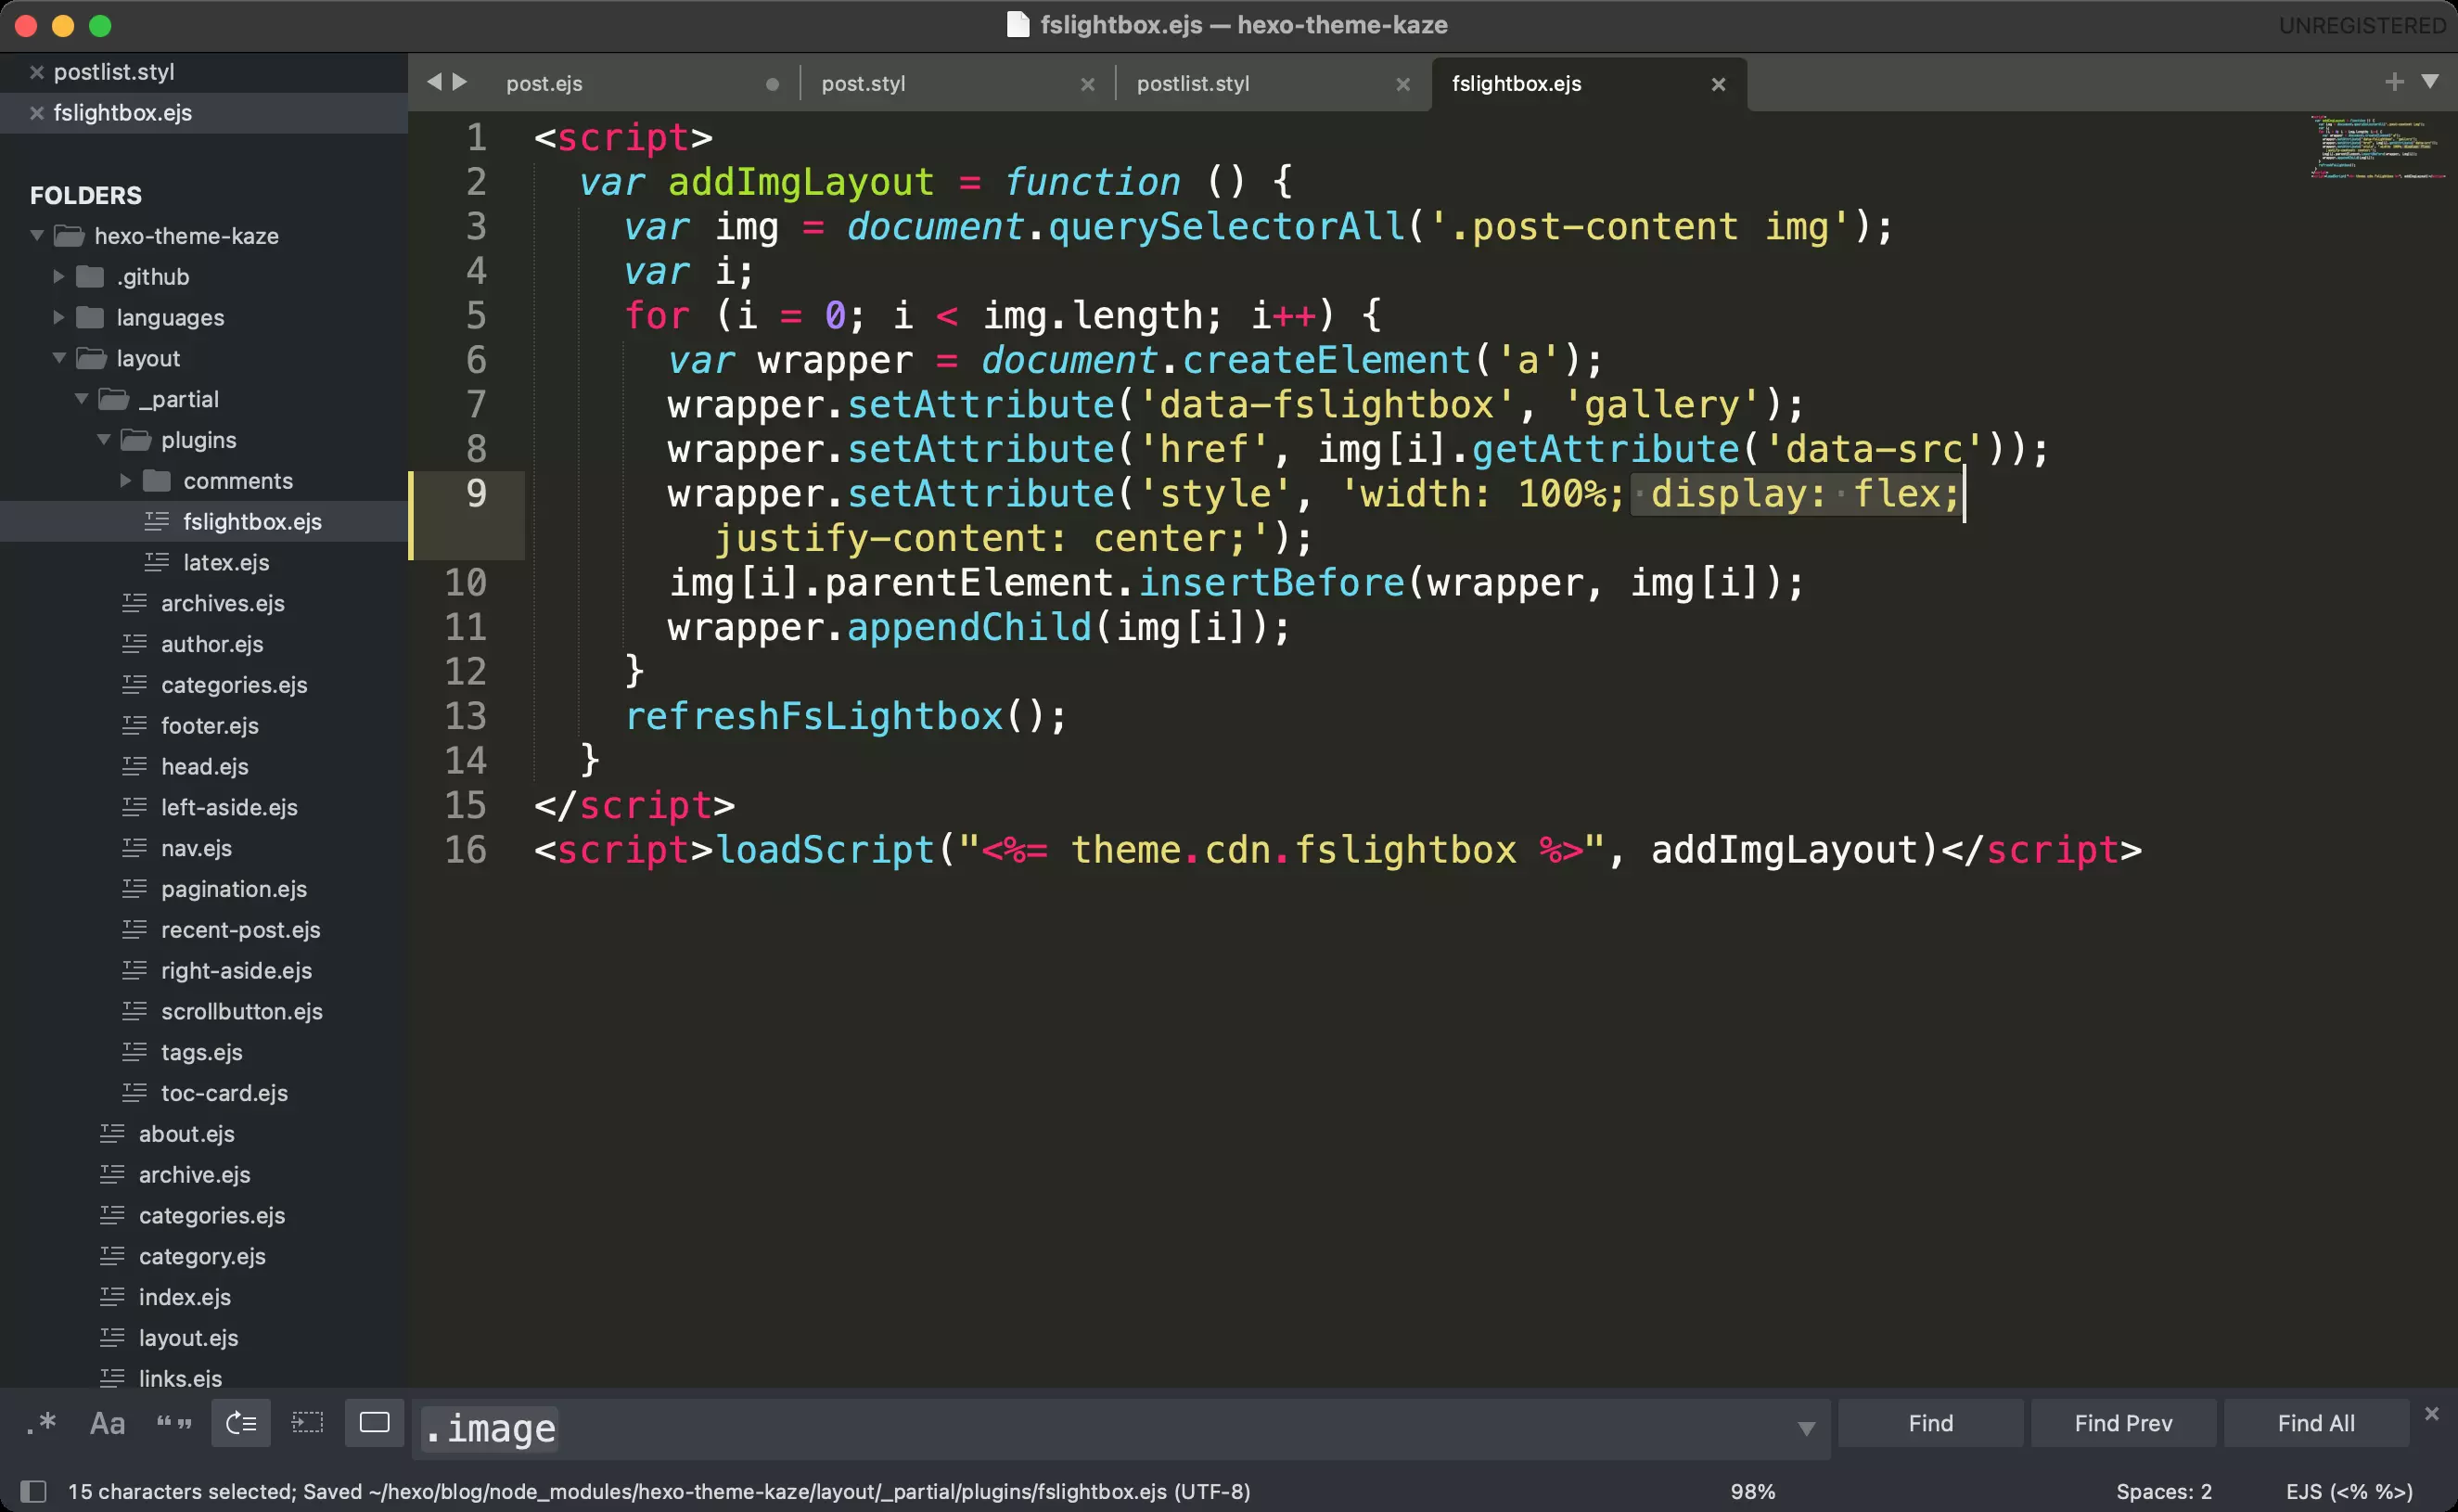 fslightbox.ejs — hexo-theme-kaze
UNREGISTERED
postlist.styl
fslightbox.ejs
FOLDERS
hexo-theme-kaze
.github
languages
layout
_partial
plugins
comments
fslightbox.ejs
latex.ejs
archives.ejs
author.ejs
categories.ejs
footer.ejs
head.ejs
left-aside.ejs
nav.ejs
pagination.ejs
recent-post.ejs
right-aside.ejs
scrollbutton.ejs
tags.ejs
toc-card.ejs
about.ejs
archive.ejs
categories.ejs
category.ejs
index.ejs
layout.ejs
links.ejs
post.ejs
post.styl
postlist.styl
fslightbox.ejs
1 <script>
2 var addImgLayout = function () {
3 var img = document.querySelectorAll('.post-content img');
4 var i;
5 for (i = 0; i < img.length; i++) {
6 var wrapper = document.createElement('a');
7 wrapper.setAttribute('data-fslightbox', 'gallery');
8 wrapper.setAttribute('href', img[i].getAttribute('data-src'));
9 wrapper.setAttribute('style', 'width: 100%; display: flex;
justify-content: center;');
10 img[i].parentElement.insertBefore(wrapper, img[i]);
11 wrapper.appendChild(img[i]);
12 }
13 refreshFsLightbox();
14 }
15 </script>
16 <script>loadScript("<%= theme.cdn.fslightbox %>", addImgLayout)</script>
.* Aa “” .image Find Find Prev Find All
15 characters selected; Saved ~/hexo/blog/node_modules/hexo-theme-kaze/layout/_partial/plugins/fslightbox.ejs (UTF-8) 98% Spaces: 2 EJS (<% %>)